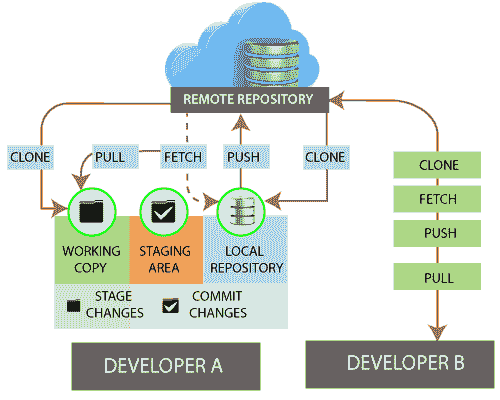 REMOTE REPOSITORY
CLONE
PULL
FETCH
PUSH
CLONE
WORKING
COPY
STAGING
AREA
LOCAL
REPOSITORY
STAGE
CHANGES
COMMIT
CHANGES
DEVELOPER A
CLONE
FETCH
PUSH
PULL
DEVELOPER B